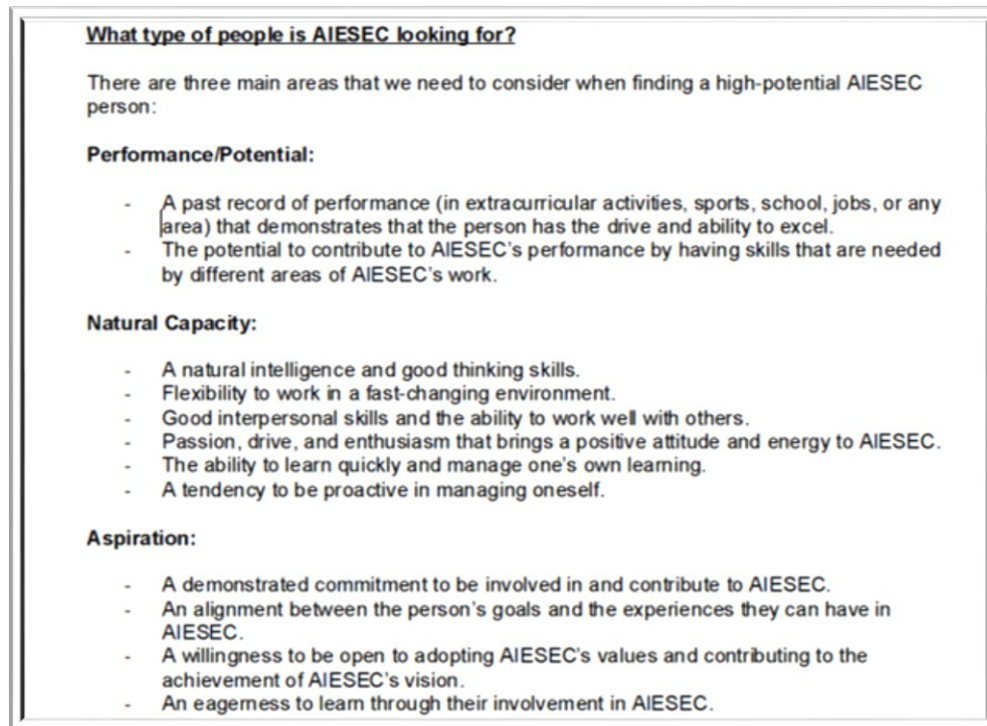 What type of people is AIESEC looking for?
There are three main areas that we need to consider when finding a high-potential AIESEC
person:
Performance/Potential:
- A past record of performance (in extracurricular activities, sports, school, jobs, or any
area) that demonstrates that the person has the drive and ability to excel.
- The potential to contribute to AIESEC's performance by having skills that are needed
by different areas of AIESEC's work.
Natural Capacity:
- A natural intelligence and good thinking skills.
- Flexibility to work in a fast-changing environment.
- Good interpersonal skills and the ability to work well with others.
- Passion, drive, and enthusiasm that brings a positive attitude and energy to AIESEC.
- The ability to learn quickly and manage one's own learning.
- A tendency to be proactive in managing oneself.
Aspiration:
- A demonstrated commitment to be involved in and contribute to AIESEC.
- An alignment between the person's goals and the experiences they can have in
AIESEC.
- A willingness to be open to adopting AIESEC's values and contributing to the
achievement of AIESEC's vision.
- An eagerness to learn through their involvement in AIESEC.